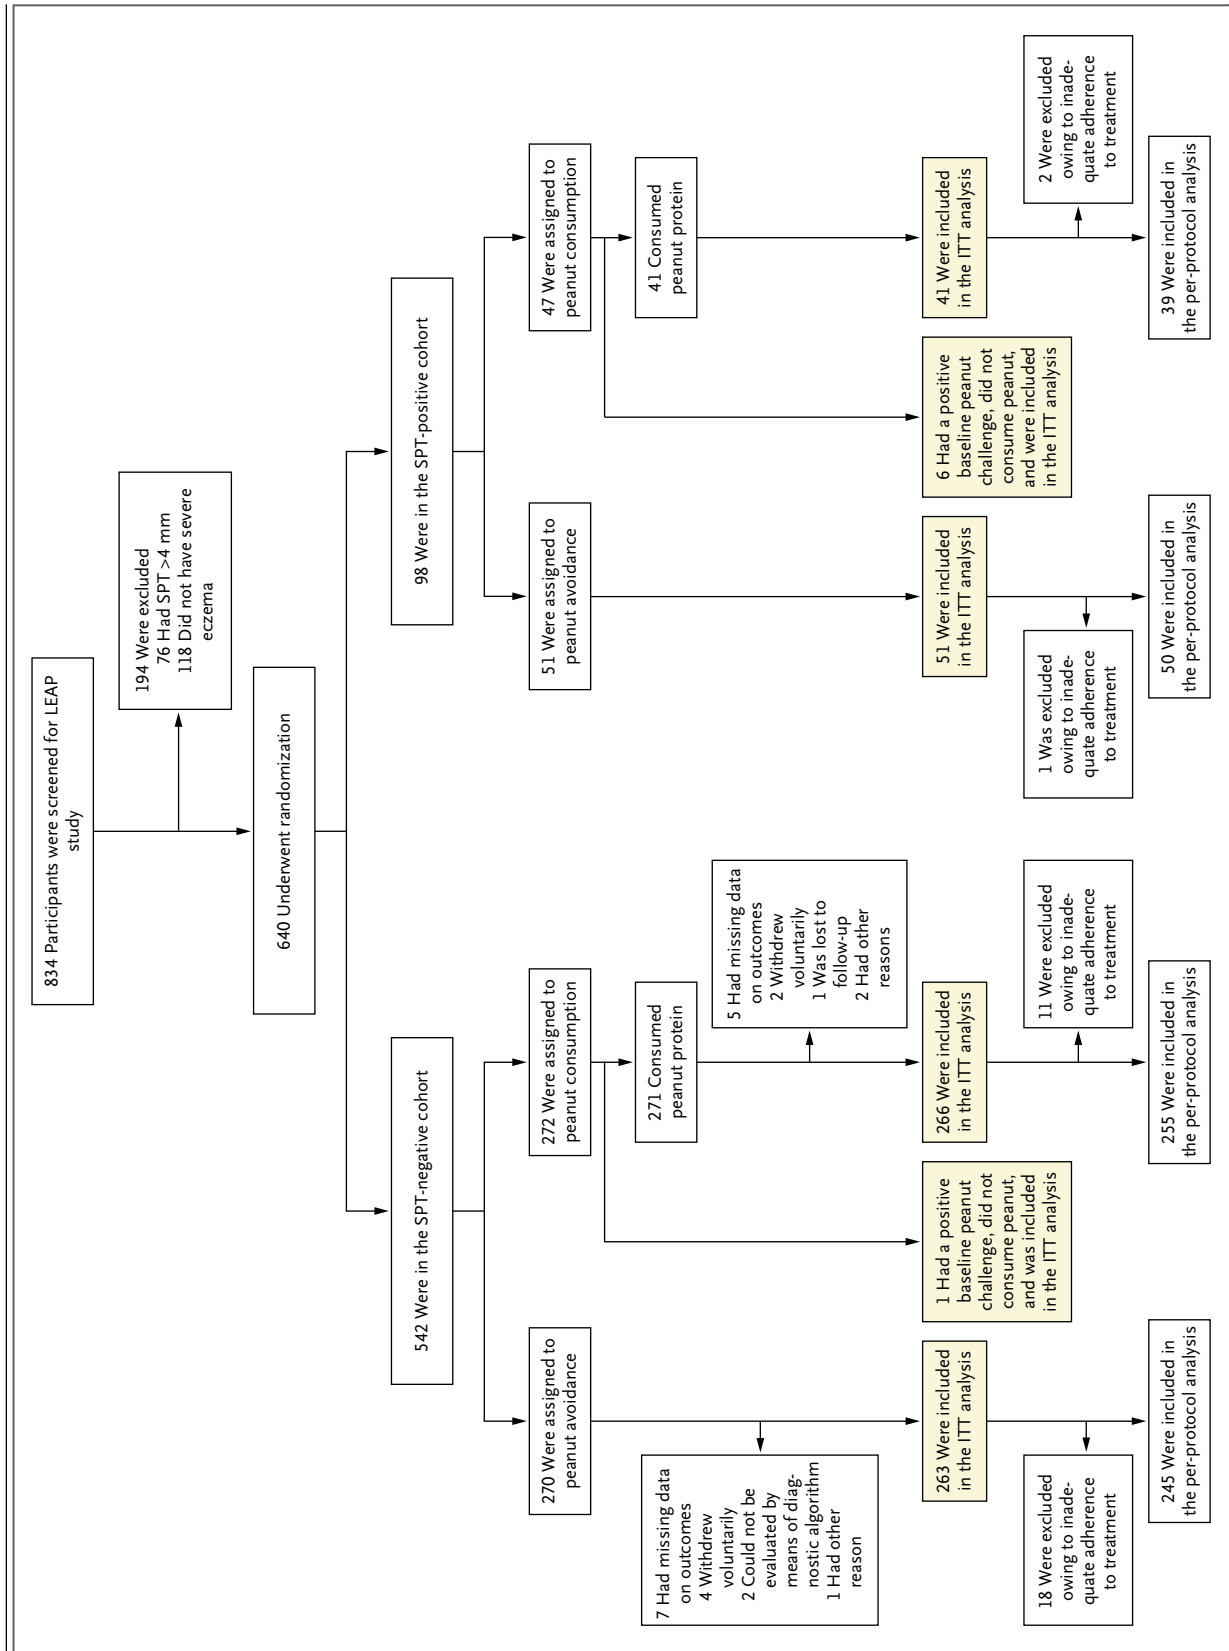 834 Participants were screened for LEAP
study
194 Were excluded
76 Had SPT >4 mm
118 Did not have severe
eczema
640 Underwent randomization
542 Were in the SPT-negative cohort
98 Were in the SPT-positive cohort
270 Were assigned to
peanut avoidance
272 Were assigned to
peanut consumption
51 Were assigned to
peanut avoidance
47 Were assigned to
peanut consumption
271 Consumed
peanut protein
41 Consumed
peanut protein
7 Had missing data
on outcomes
4 Withdrew
voluntarily
2 Could not be
evaluated by
means of diag-
nostic algorithm
1 Had other
reason
5 Had missing data
on outcomes
2 Withdrew
voluntarily
1 Was lost to
follow-up
2 Had other
reasons
263 Were included
in the ITT analysis
1 Had a positive
baseline peanut
challenge, did not
consume peanut,
and was included
in the ITT analysis
266 Were included
in the ITT analysis
51 Were included
in the ITT analysis
6 Had a positive
baseline peanut
challenge, did not
consume peanut,
and were included
in the ITT analysis
41 Were included
in the ITT analysis
18 Were excluded
owing to inade-
quate adherence
to treatment
11 Were excluded
owing to inade-
quate adherence
to treatment
1 Was excluded
owing to inade-
quate adherence
to treatment
2 Were excluded
owing to inade-
quate adherence
to treatment
245 Were included in
the per-protocol analysis
255 Were included in
the per-protocol analysis
50 Were included in
the per-protocol analysis
39 Were included in
the per-protocol analysis